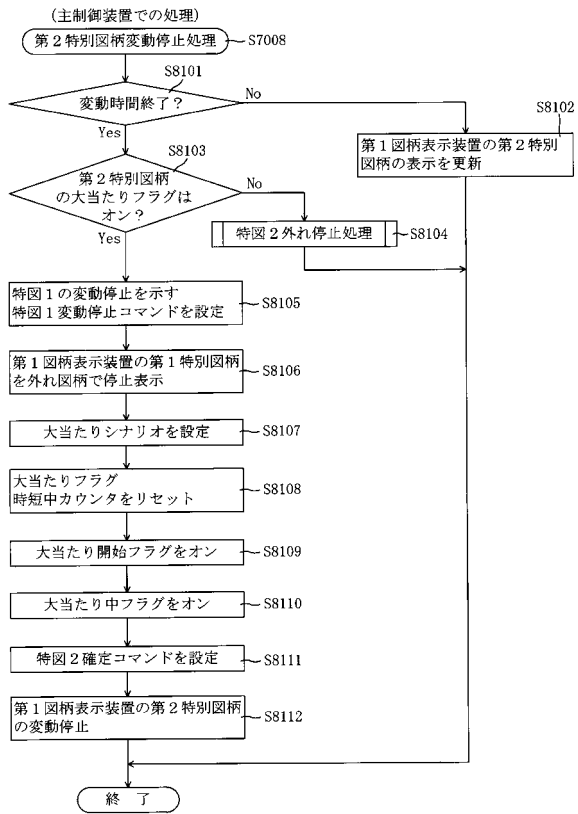 (主制御装置での処理)
第2特別図柄変動停止処理
S7008
S8101
変動時間終了?
No
Yes
S8102
第1図柄表示装置の第2特別
図柄の表示を更新
S8103
第2特別図柄
の大当たりフラグは
オン?
No
Yes
特図2外れ停止処理
S8104
特図1の変動停止を示す
特図1変動停止コマンドを設定
S8105
第1図柄表示装置の第1特別図柄
を外れ図柄で停止表示
S8106
大当たりシナリオを設定
S8107
大当たりフラグ
時短中カウンタをリセット
S8108
大当たり開始フラグをオン
S8109
大当たり中フラグをオン
S8110
特図2確定コマンドを設定
S8111
第1図柄表示装置の第2特別図柄
の変動停止
S8112
終 了